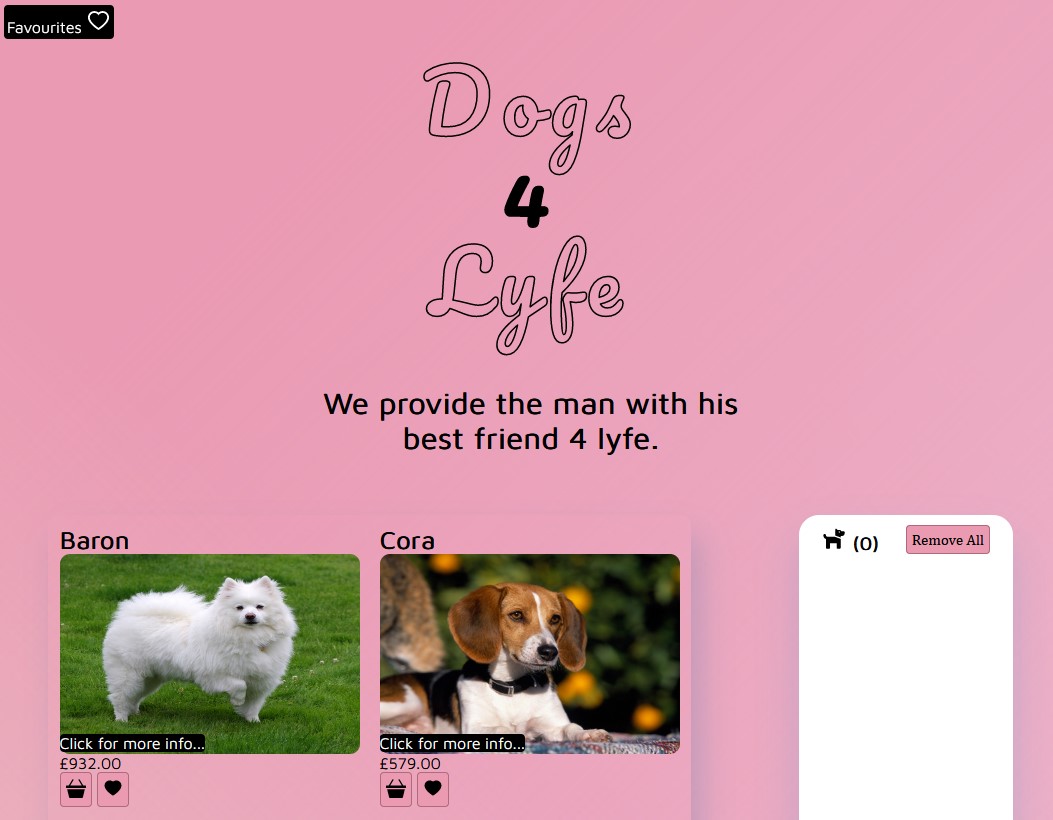 Favourites
Dogs
4
Lyfe
We provide the man with his
best friend 4 lyfe.
Baron
Cora
(0)
Remove All
Click for more info...
Click for more info...
£932.00
£579.00